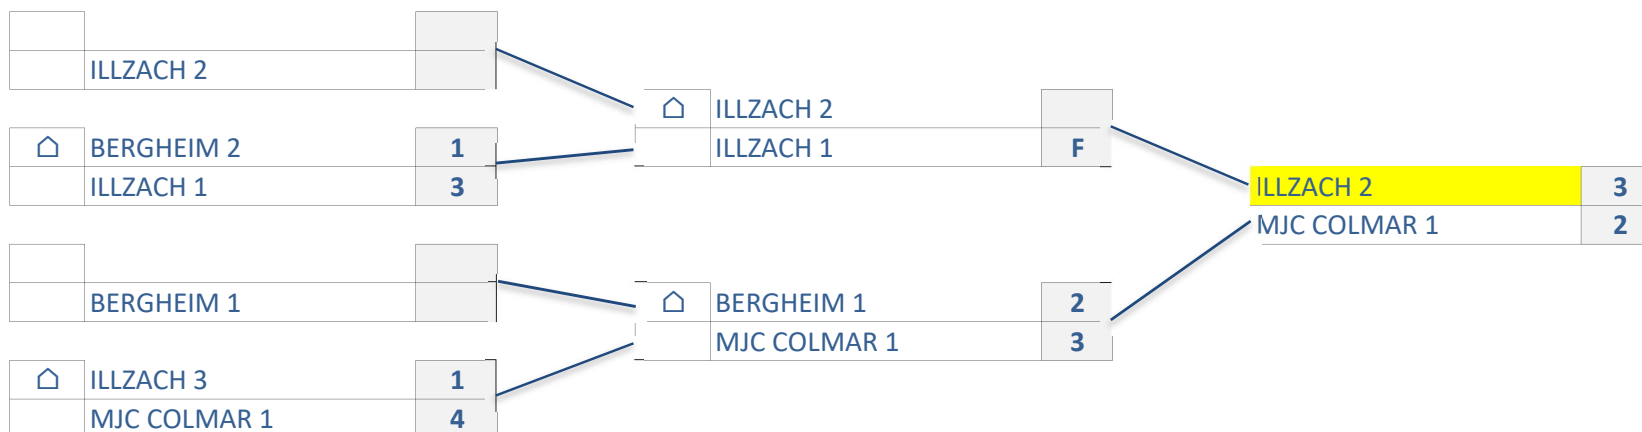 ILLZACH 2
BERGHEIM 2 1
ILLZACH 1 3
BERGHEIM 1
ILLZACH 3 1
MJC COLMAR 1 4
ILLZACH 2
ILLZACH 1 F
BERGHEIM 1 2
MJC COLMAR 1 3
ILLZACH 2 3
MJC COLMAR 1 2